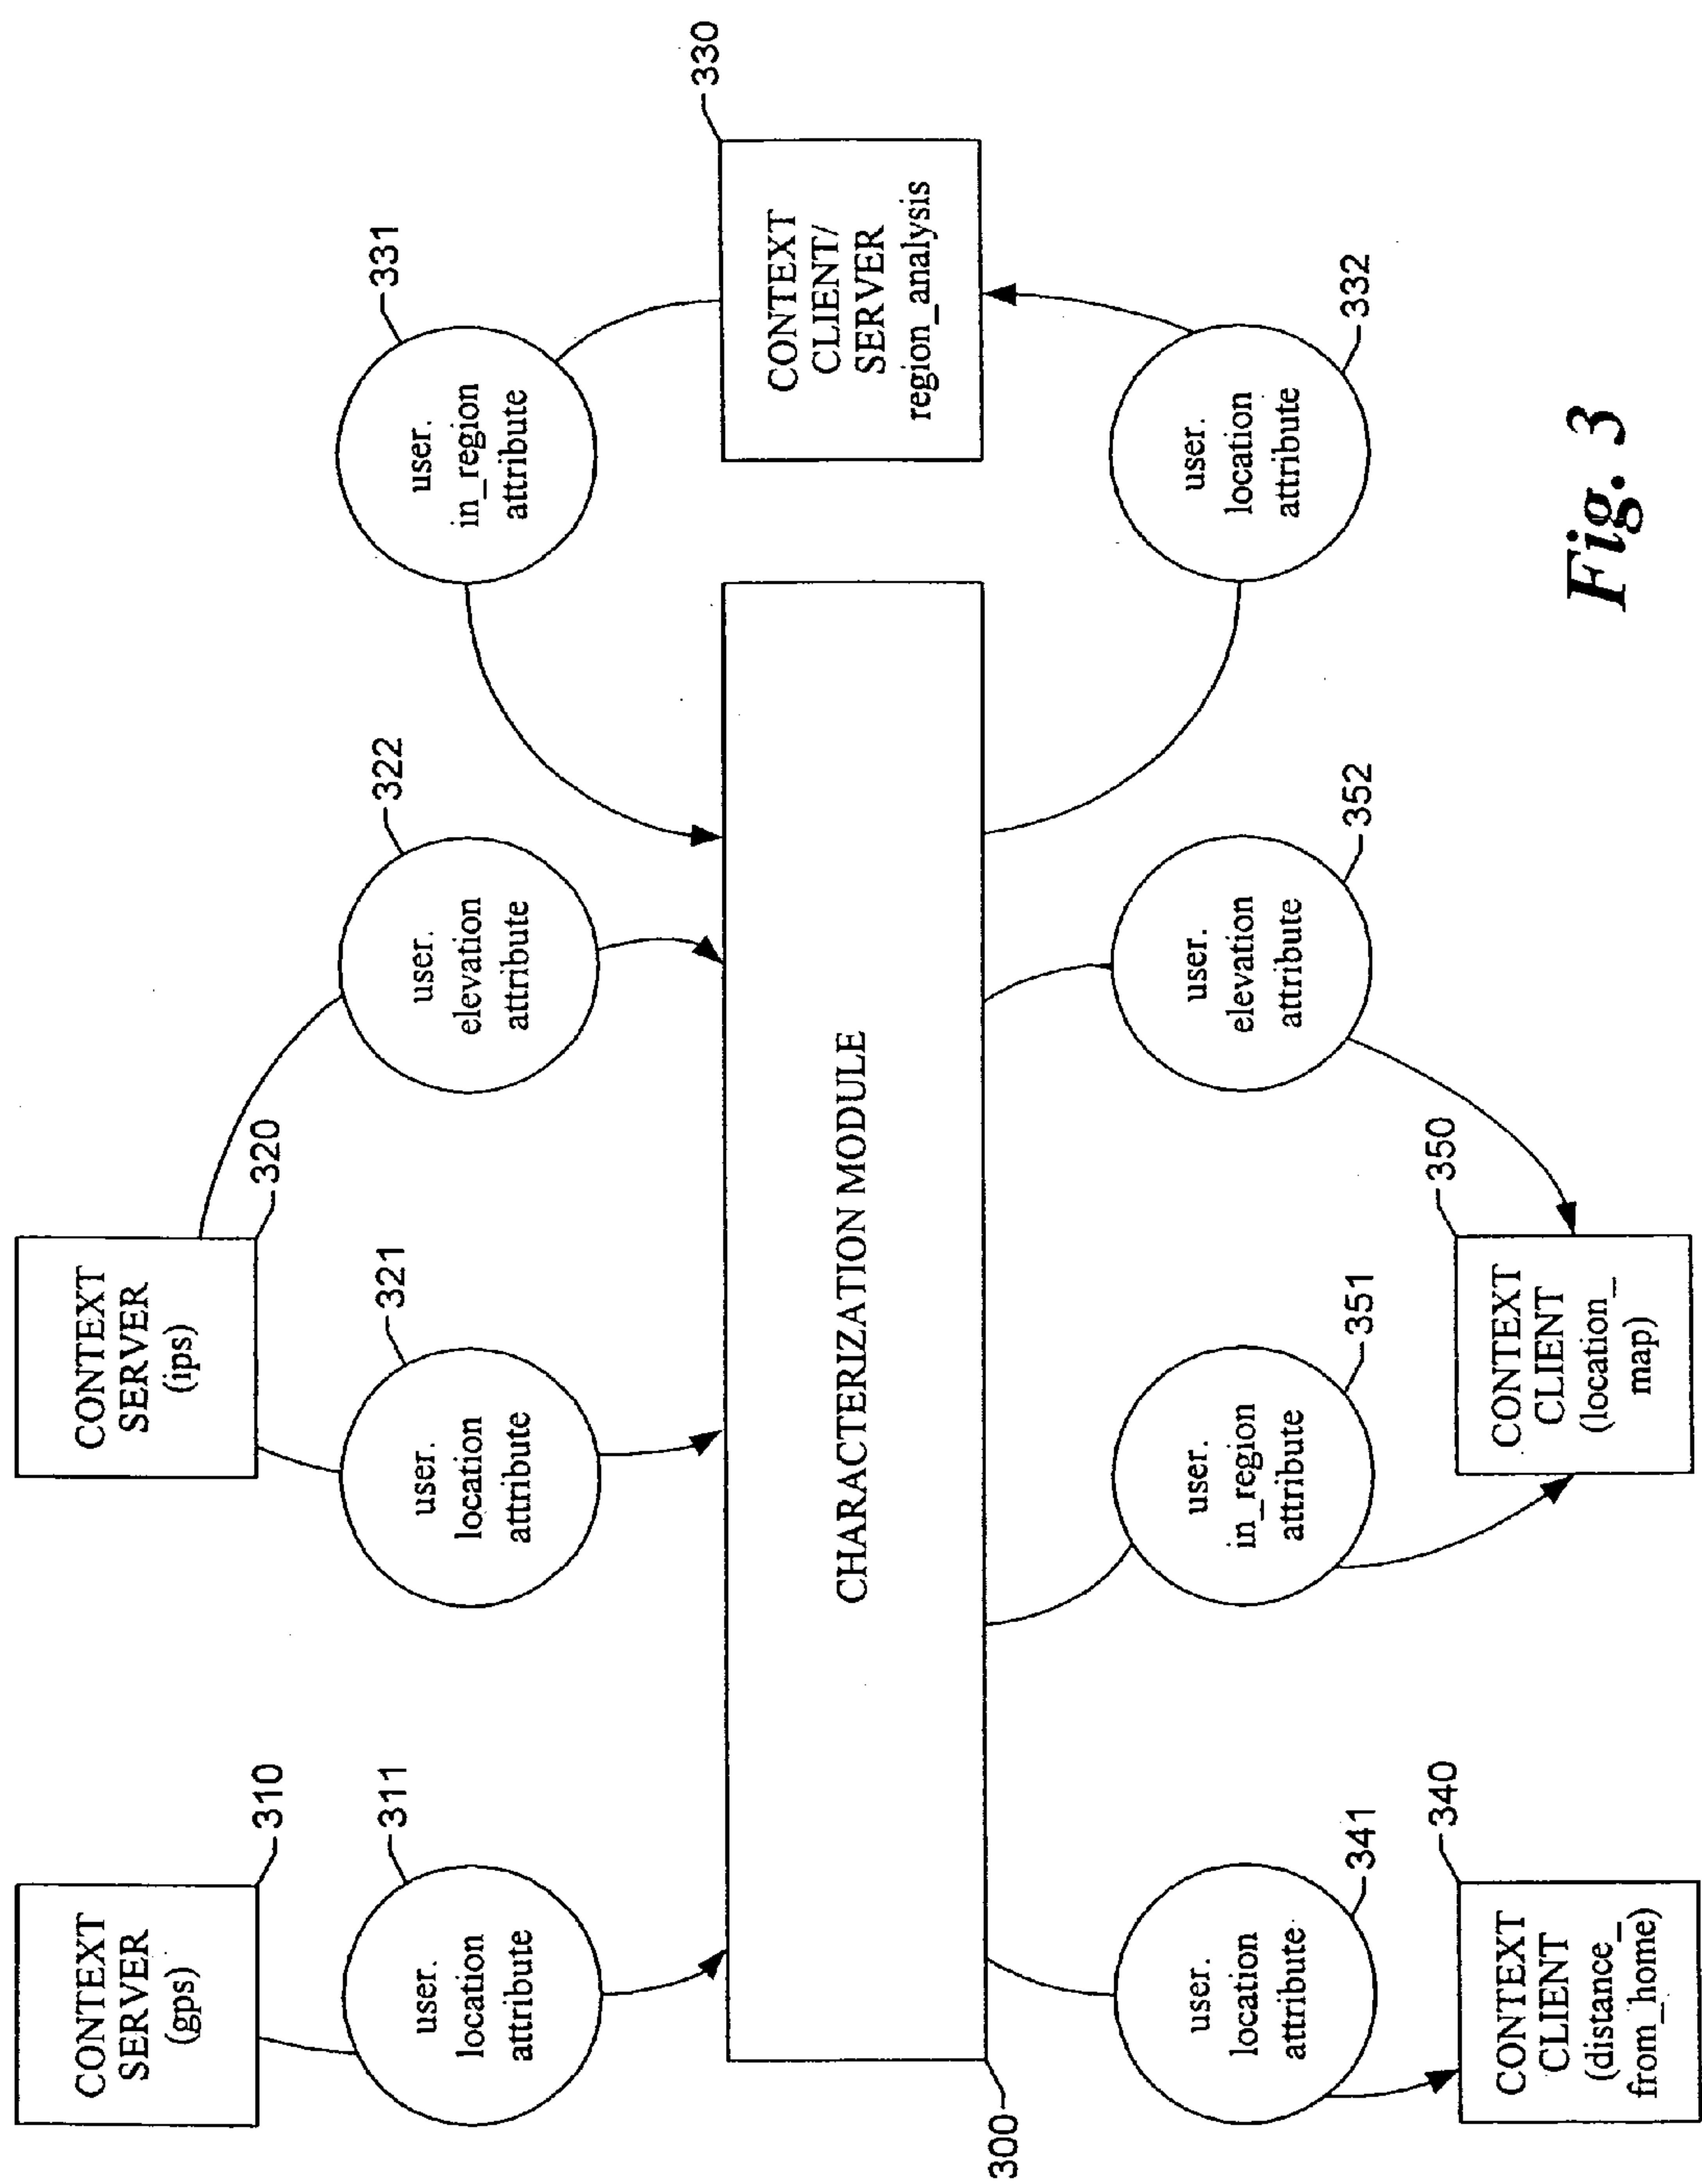 CONTEXT
SERVER
(gps)
310
CONTEXT
SERVER
(ips)
320
user.
location
attribute
311
user.
location
attribute
321
user.
elevation
attribute
322
user.
in_region
attribute
331
CHARACTERIZATION MODULE
300
CONTEXT
CLIENT/
SERVER
region_analysis
330
user.
location
attribute
341
user.
in_region
attribute
351
user.
elevation
attribute
352
user.
location
attribute
332
CONTEXT
CLIENT
(distance_
from_home)
340
CONTEXT
CLIENT
(location_
map)
350
Fig. 3